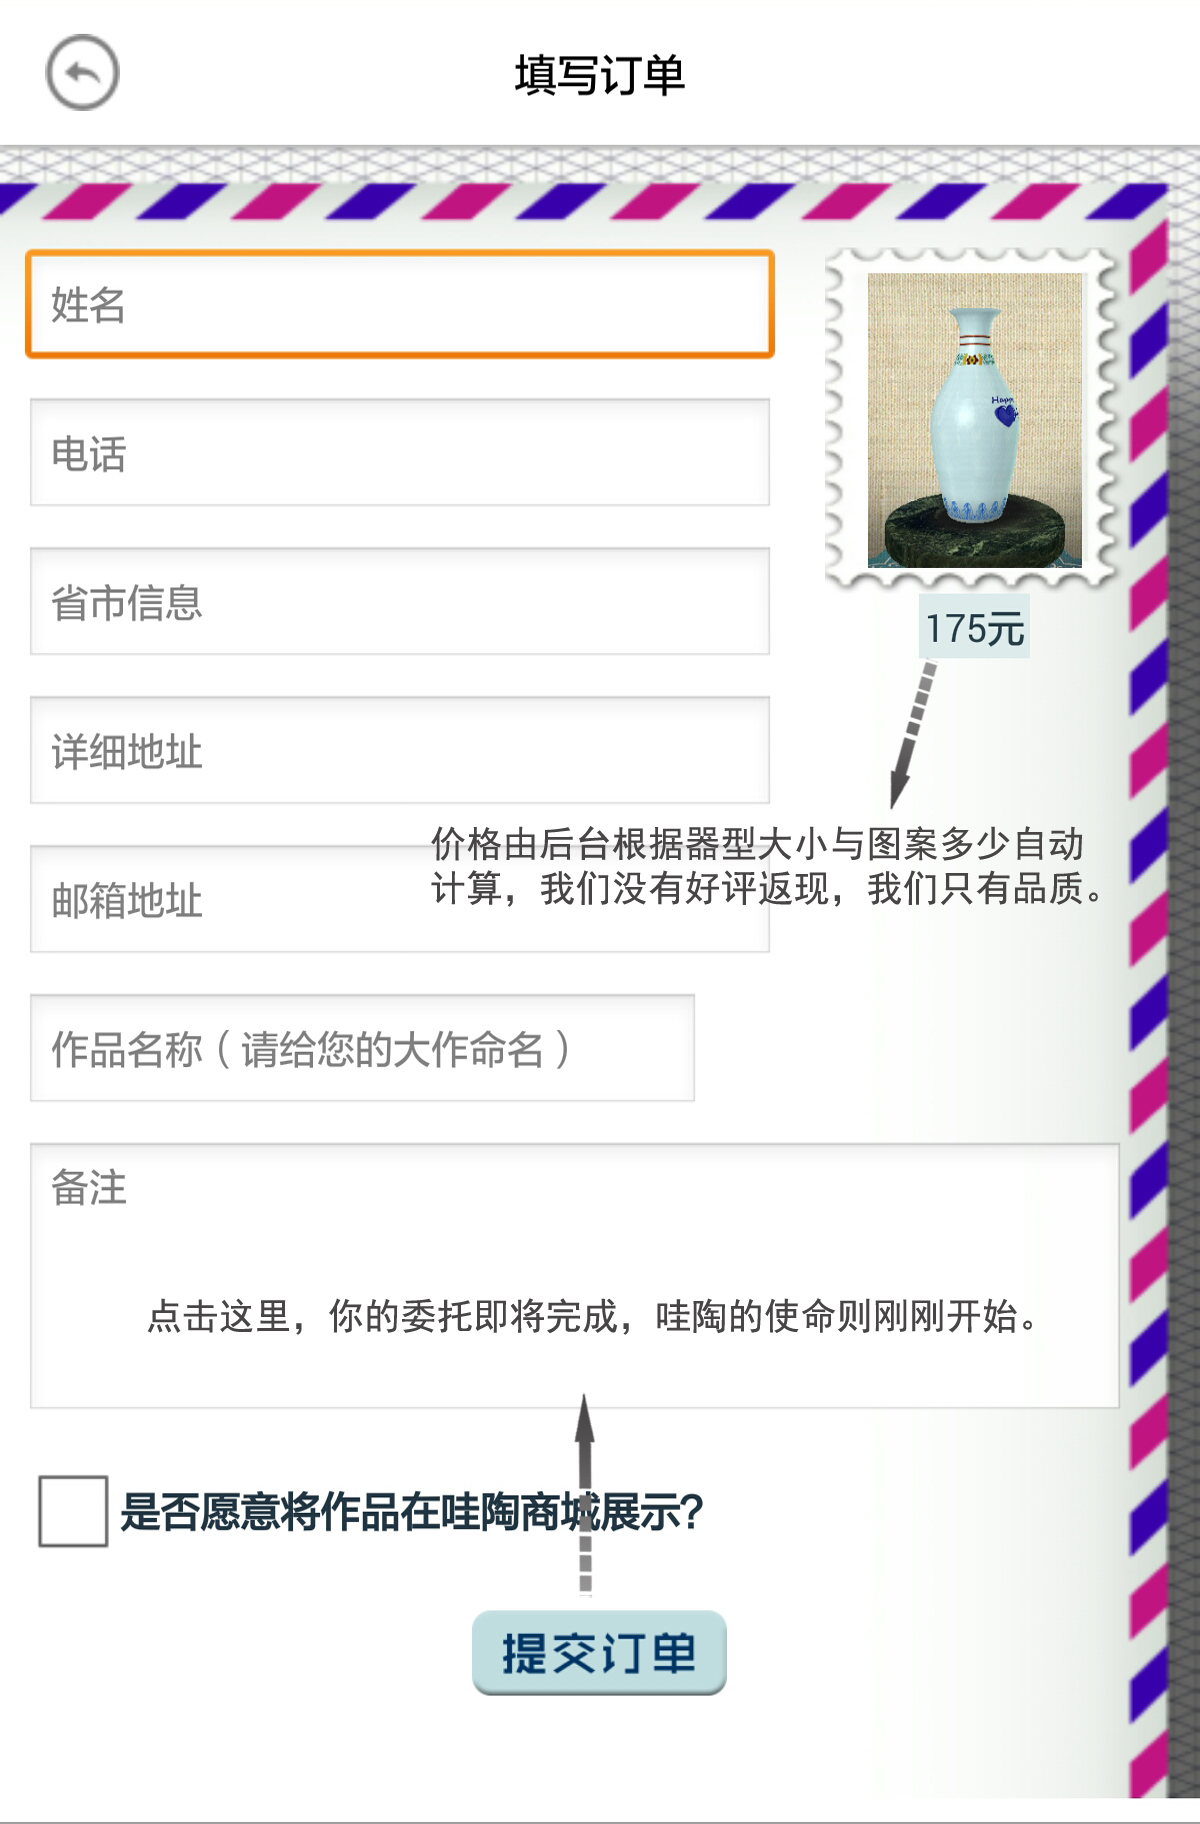 填写订单
姓名
电话
省市信息
175元
详细地址
价格由后台根据器型大小与图案多少自动
计算，我们没有好评返现，我们只有品质。
邮箱地址
作品名称（请给您的大作命名）
备注
点击这里，你的委托即将完成，哇陶的使命则刚刚开始。
是否愿意将作品在哇陶商城展示?
提交订单
Happy